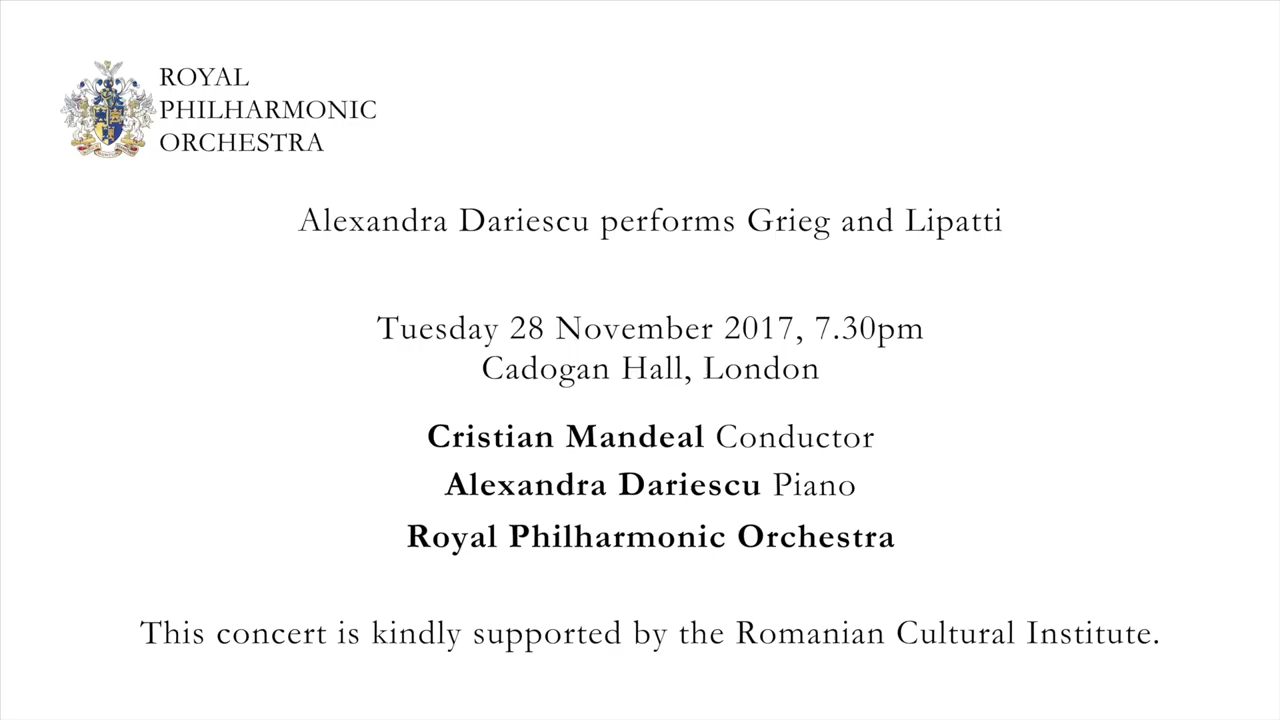 ROYAL
PHILHARMONIC
ORCHESTRA
Alexandra Dariescu performs Grieg and Lipatti
Tuesday 28 November 2017, 7.30pm
Cadogan Hall, London
Cristian Mandeal Conductor
Alexandra Dariescu Piano
Royal Philharmonic Orchestra
This concert is kindly supported by the Romanian Cultural Institute.